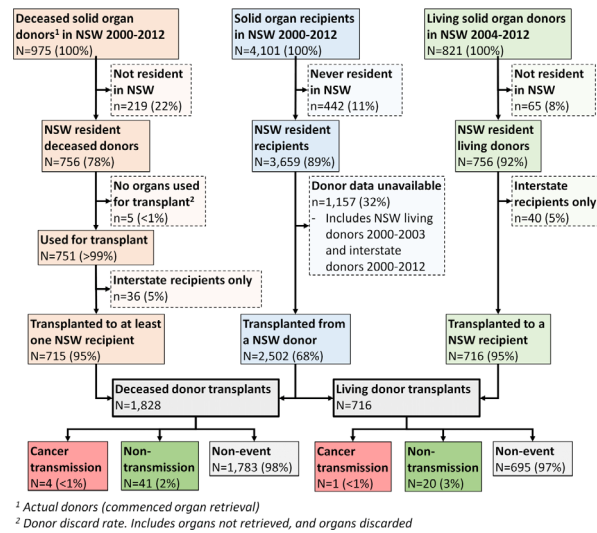 Deceased solid organ
donors¹ in NSW 2000-2012
N=975 (100%)
Solid organ recipients
in NSW 2000-2012
N=4,101 (100%)
Living solid organ donors
in NSW 2004-2012
N=821 (100%)
Not resident
in NSW
n=219 (22%)
Never resident
in NSW
n=442 (11%)
Not resident
in NSW
n=65 (8%)
NSW resident
deceased donors
N=756 (78%)
NSW resident
recipients
N=3,659 (89%)
NSW resident
living donors
N=756 (92%)
No organs used
for transplant²
n=5 (<1%)
Donor data unavailable
n=1,157 (32%)
- Includes NSW living
donors 2000-2003
and interstate
donors 2000-2012
Interstate
recipients only
n=40 (5%)
Used for transplant
N=751 (>99%)
Interstate recipients only
n=36 (5%)
Transplanted to at least
one NSW recipient
N=715 (95%)
Transplanted from
a NSW donor
N=2,502 (68%)
Transplanted to a
NSW recipient
N=716 (95%)
Deceased donor transplants
N=1,828
Living donor transplants
N=716
Cancer
transmission
N=4 (<1%)
Non-
transmission
N=41 (2%)
Non-event
N=1,783 (98%)
Cancer
transmission
N=1 (<1%)
Non-
transmission
N=20 (3%)
Non-event
N=695 (97%)
¹ Actual donors (commenced organ retrieval)
² Donor discard rate. Includes organs not retrieved, and organs discarded